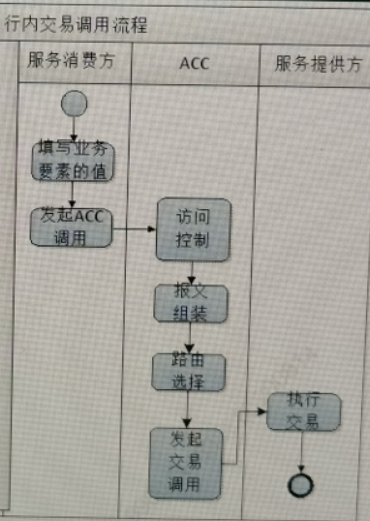 行内交易调用流程
服务消费方
ACC
服务提供方
填写业务
要素的值
发起ACC
调用
访问
控制
报文
组装
路由
选择
发起
交易
调用
执行
交易